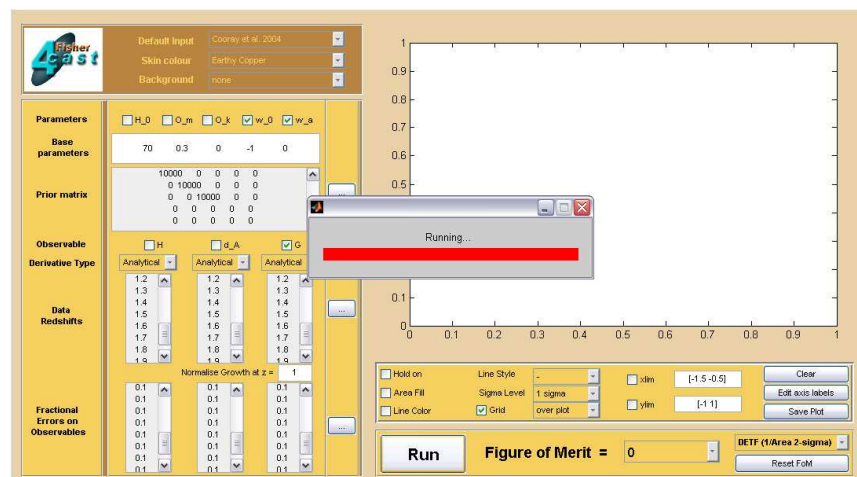 Fisher
4cast
Default Input Cooray et al. 2004
Skin colour Earthy Copper
Background none
Parameters H_0 O_m O_k w_0 w_a
Base parameters 70 0.3 0 -1 0
Prior matrix
10000 0 0 0 0
0 10000 0 0 0
0 0 10000 0 0
0 0 0 0 0
0 0 0 0 0
...
Observable H d_A G
Derivative Type Analytical Analytical Analytical
Data Redshifts
1.2 1.2 1.2
1.3 1.3 1.3
1.4 1.4 1.4
1.5 1.5 1.5
1.6 1.6 1.6
1.7 1.7 1.7
1.8 1.8 1.8
1.9 1.9 1.9
...
Normalise Growth at z = 1
Fractional Errors on Observables
0.1 0.1 0.1
0.1 0.1 0.1
0.1 0.1 0.1
0.1 0.1 0.1
0.1 0.1 0.1
0.1 0.1 0.1
0.1 0.1 0.1
0.1 0.1 0.1
...
Running...
1
0.9
0.8
0.7
0.6
0.5
0.1
0
0 0.1 0.2 0.3 0.4 0.5 0.6 0.7 0.8 0.9 1
Hold on Line Style - xlim [-1.5 -0.5] Clear
Area Fill Sigma Level 1 sigma Edit axis labels
Line Color Grid over plot ylim [-1 1] Save Plot
Run Figure of Merit = 0 DETF (1/Area 2-sigma)
Reset FoM